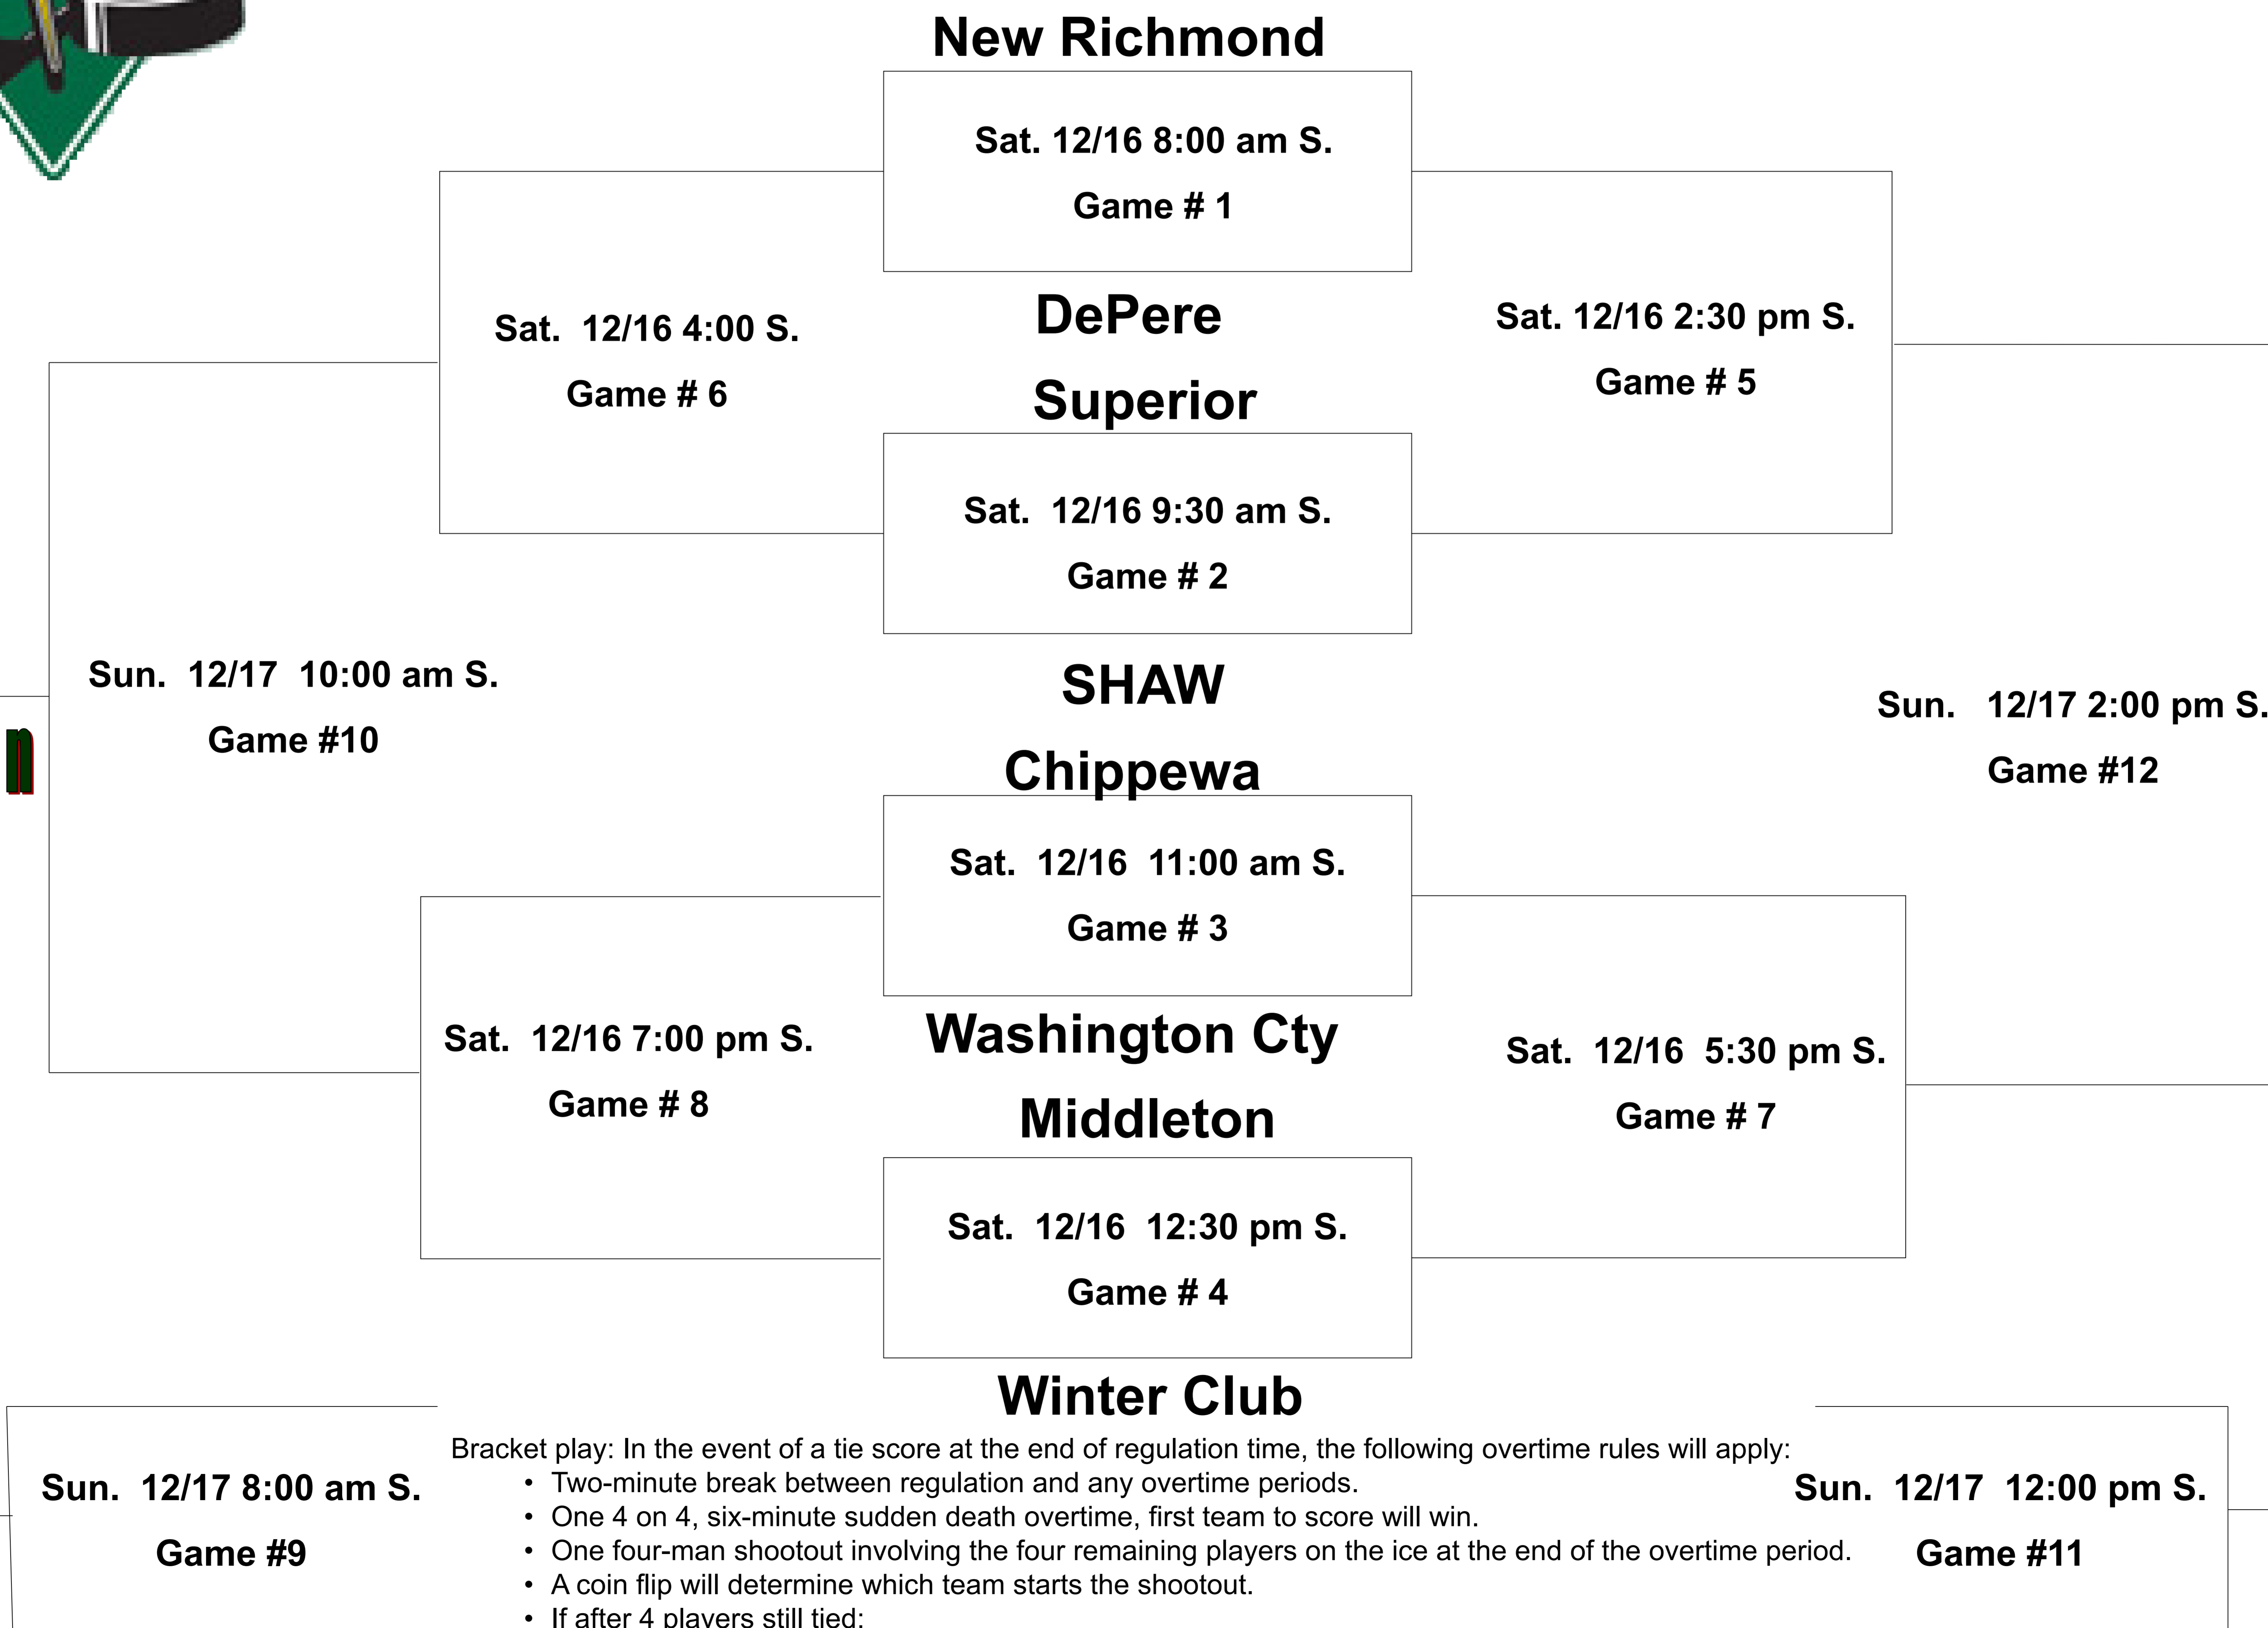 New Richmond
Sat. 12/16 8:00 am S.
Game # 1
DePere
Sat. 12/16 4:00 S.
Game # 6
Sat. 12/16 2:30 pm S.
Game # 5
Superior
Sat. 12/16 9:30 am S.
Game # 2
SHAW
Sun. 12/17 10:00 am S.
Game #10
n
Sun. 12/17 2:00 pm S.
Game #12
Chippewa
Sat. 12/16 11:00 am S.
Game # 3
Washington Cty
Sat. 12/16 7:00 pm S.
Game # 8
Sat. 12/16 5:30 pm S.
Game # 7
Middleton
Sat. 12/16 12:30 pm S.
Game # 4
Winter Club
Sun. 12/17 8:00 am S.
Game #9
Bracket play: In the event of a tie score at the end of regulation time, the following overtime rules will apply:
• Two-minute break between regulation and any overtime periods.
• One 4 on 4, six-minute sudden death overtime, first team to score will win.
• One four-man shootout involving the four remaining players on the ice at the end of the overtime period.
• A coin flip will determine which team starts the shootout.
• If after 4 players still tied:
Sun. 12/17 12:00 pm S.
Game #11